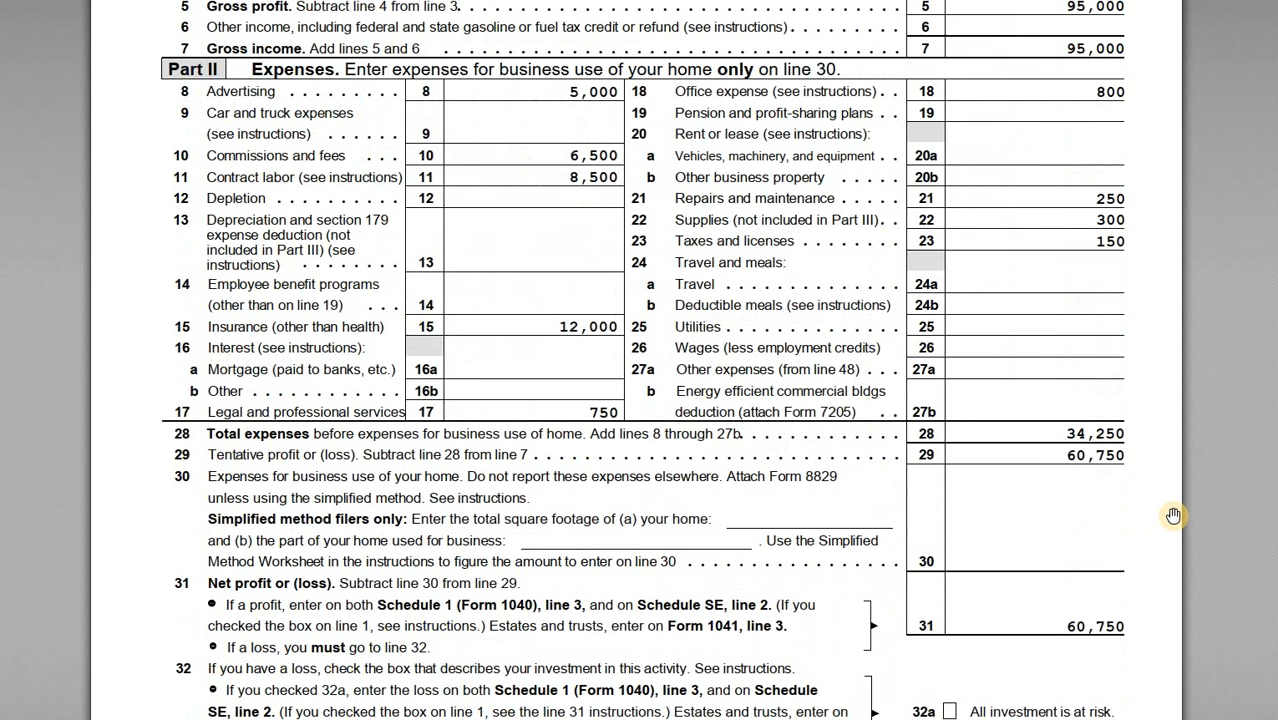 5 Gross profit. Subtract line 4 from line 3. 5 95,000
6 Other income, including federal and state gasoline or fuel tax credit or refund (see instructions) . . . . . . . . . . 6
7 Gross income. Add lines 5 and 6 . . . . . . . . . . 7 95,000
Part II Expenses. Enter expenses for business use of your home only on line 30.
8 Advertising . . . . . . . . . 8 5,000
9 Car and truck expenses
(see instructions) . . . . . . 9
10 Commissions and fees . . . 10 6,500
11 Contract labor (see instructions) 11 8,500
12 Depletion . . . . . . . . . . 12
13 Depreciation and section 179
expense deduction (not
included in Part III) (see
instructions) . . . . . . . . 13
14 Employee benefit programs
(other than on line 19) . . . 14
15 Insurance (other than health) 15 12,000
16 Interest (see instructions):
a Mortgage (paid to banks, etc.) 16a
b Other . . . . . . . . . . . . 16b
17 Legal and professional services 17 750
18 Office expense (see instructions) . . 18 800
19 Pension and profit-sharing plans . . 19
20 Rent or lease (see instructions):
a Vehicles, machinery, and equipment . . 20a
b Other business property . . . . . 20b
21 Repairs and maintenance . . . . . 21 250
22 Supplies (not included in Part III) . . 22 300
23 Taxes and licenses . . . . . . . . 23 150
24 Travel and meals:
a Travel . . . . . . . . . . . . . 24a
b Deductible meals (see instructions) 24b
25 Utilities . . . . . . . . . . . . 25
26 Wages (less employment credits) 26
27a Other expenses (from line 48) . . . 27a
b Energy efficient commercial bldgs
deduction (attach Form 7205) . . 27b
28 Total expenses before expenses for business use of home. Add lines 8 through 27b. . . . . . . . . . . . 28 34,250
29 Tentative profit or (loss). Subtract line 28 from line 7 . . . . . . . . . . 29 60,750
30 Expenses for business use of your home. Do not report these expenses elsewhere. Attach Form 8829
unless using the simplified method. See instructions.
Simplified method filers only: Enter the total square footage of (a) your home:
and (b) the part of your home used for business: . Use the Simplified
Method Worksheet in the instructions to figure the amount to enter on line 30 . . . . . . . . . . 30
31 Net profit or (loss). Subtract line 30 from line 29.
• If a profit, enter on both Schedule 1 (Form 1040), line 3, and on Schedule SE, line 2. (If you
checked the box on line 1, see instructions.) Estates and trusts, enter on Form 1041, line 3. 31 60,750
• If a loss, you must go to line 32.
32 If you have a loss, check the box that describes your investment in this activity. See instructions.
• If you checked 32a, enter the loss on both Schedule 1 (Form 1040), line 3, and on Schedule
SE, line 2. (If you checked the box on line 1, see the line 31 instructions.) Estates and trusts, enter on 32a All investment is at risk.